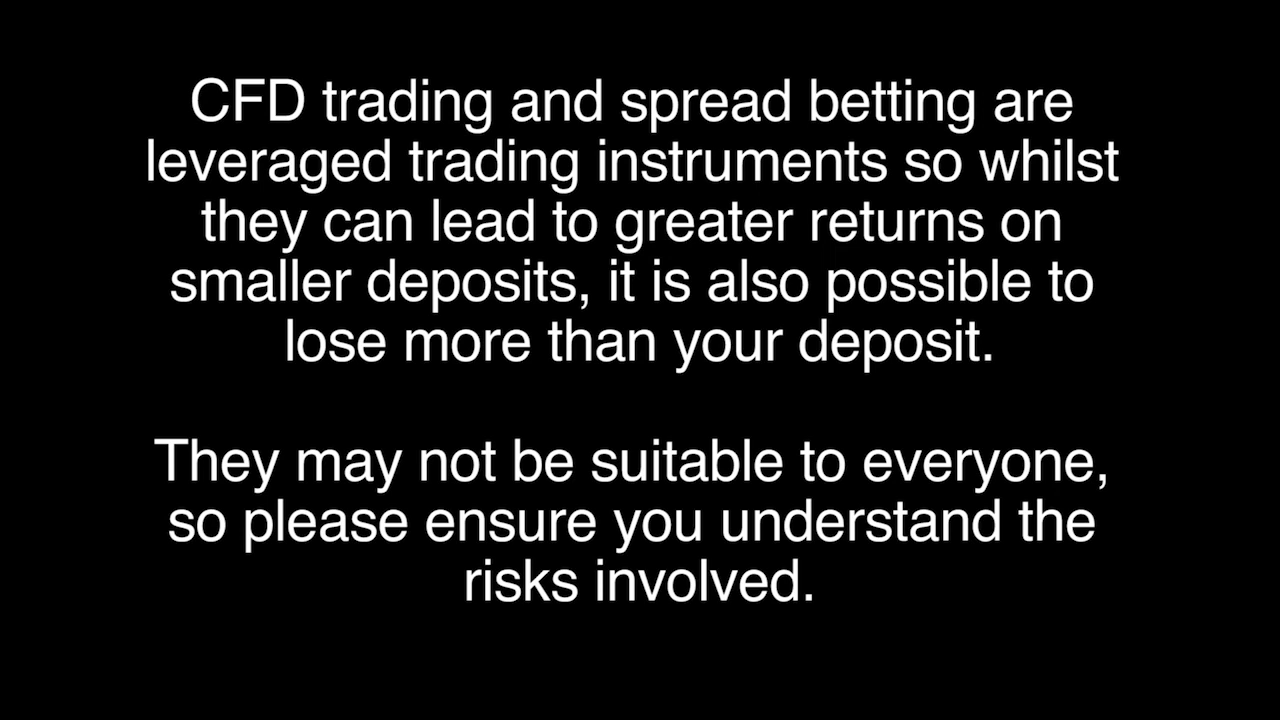 CFD trading and spread betting are
leveraged trading instruments so whilst
they can lead to greater returns on
smaller deposits, it is also possible to
lose more than your deposit.
They may not be suitable to everyone,
so please ensure you understand the
risks involved.